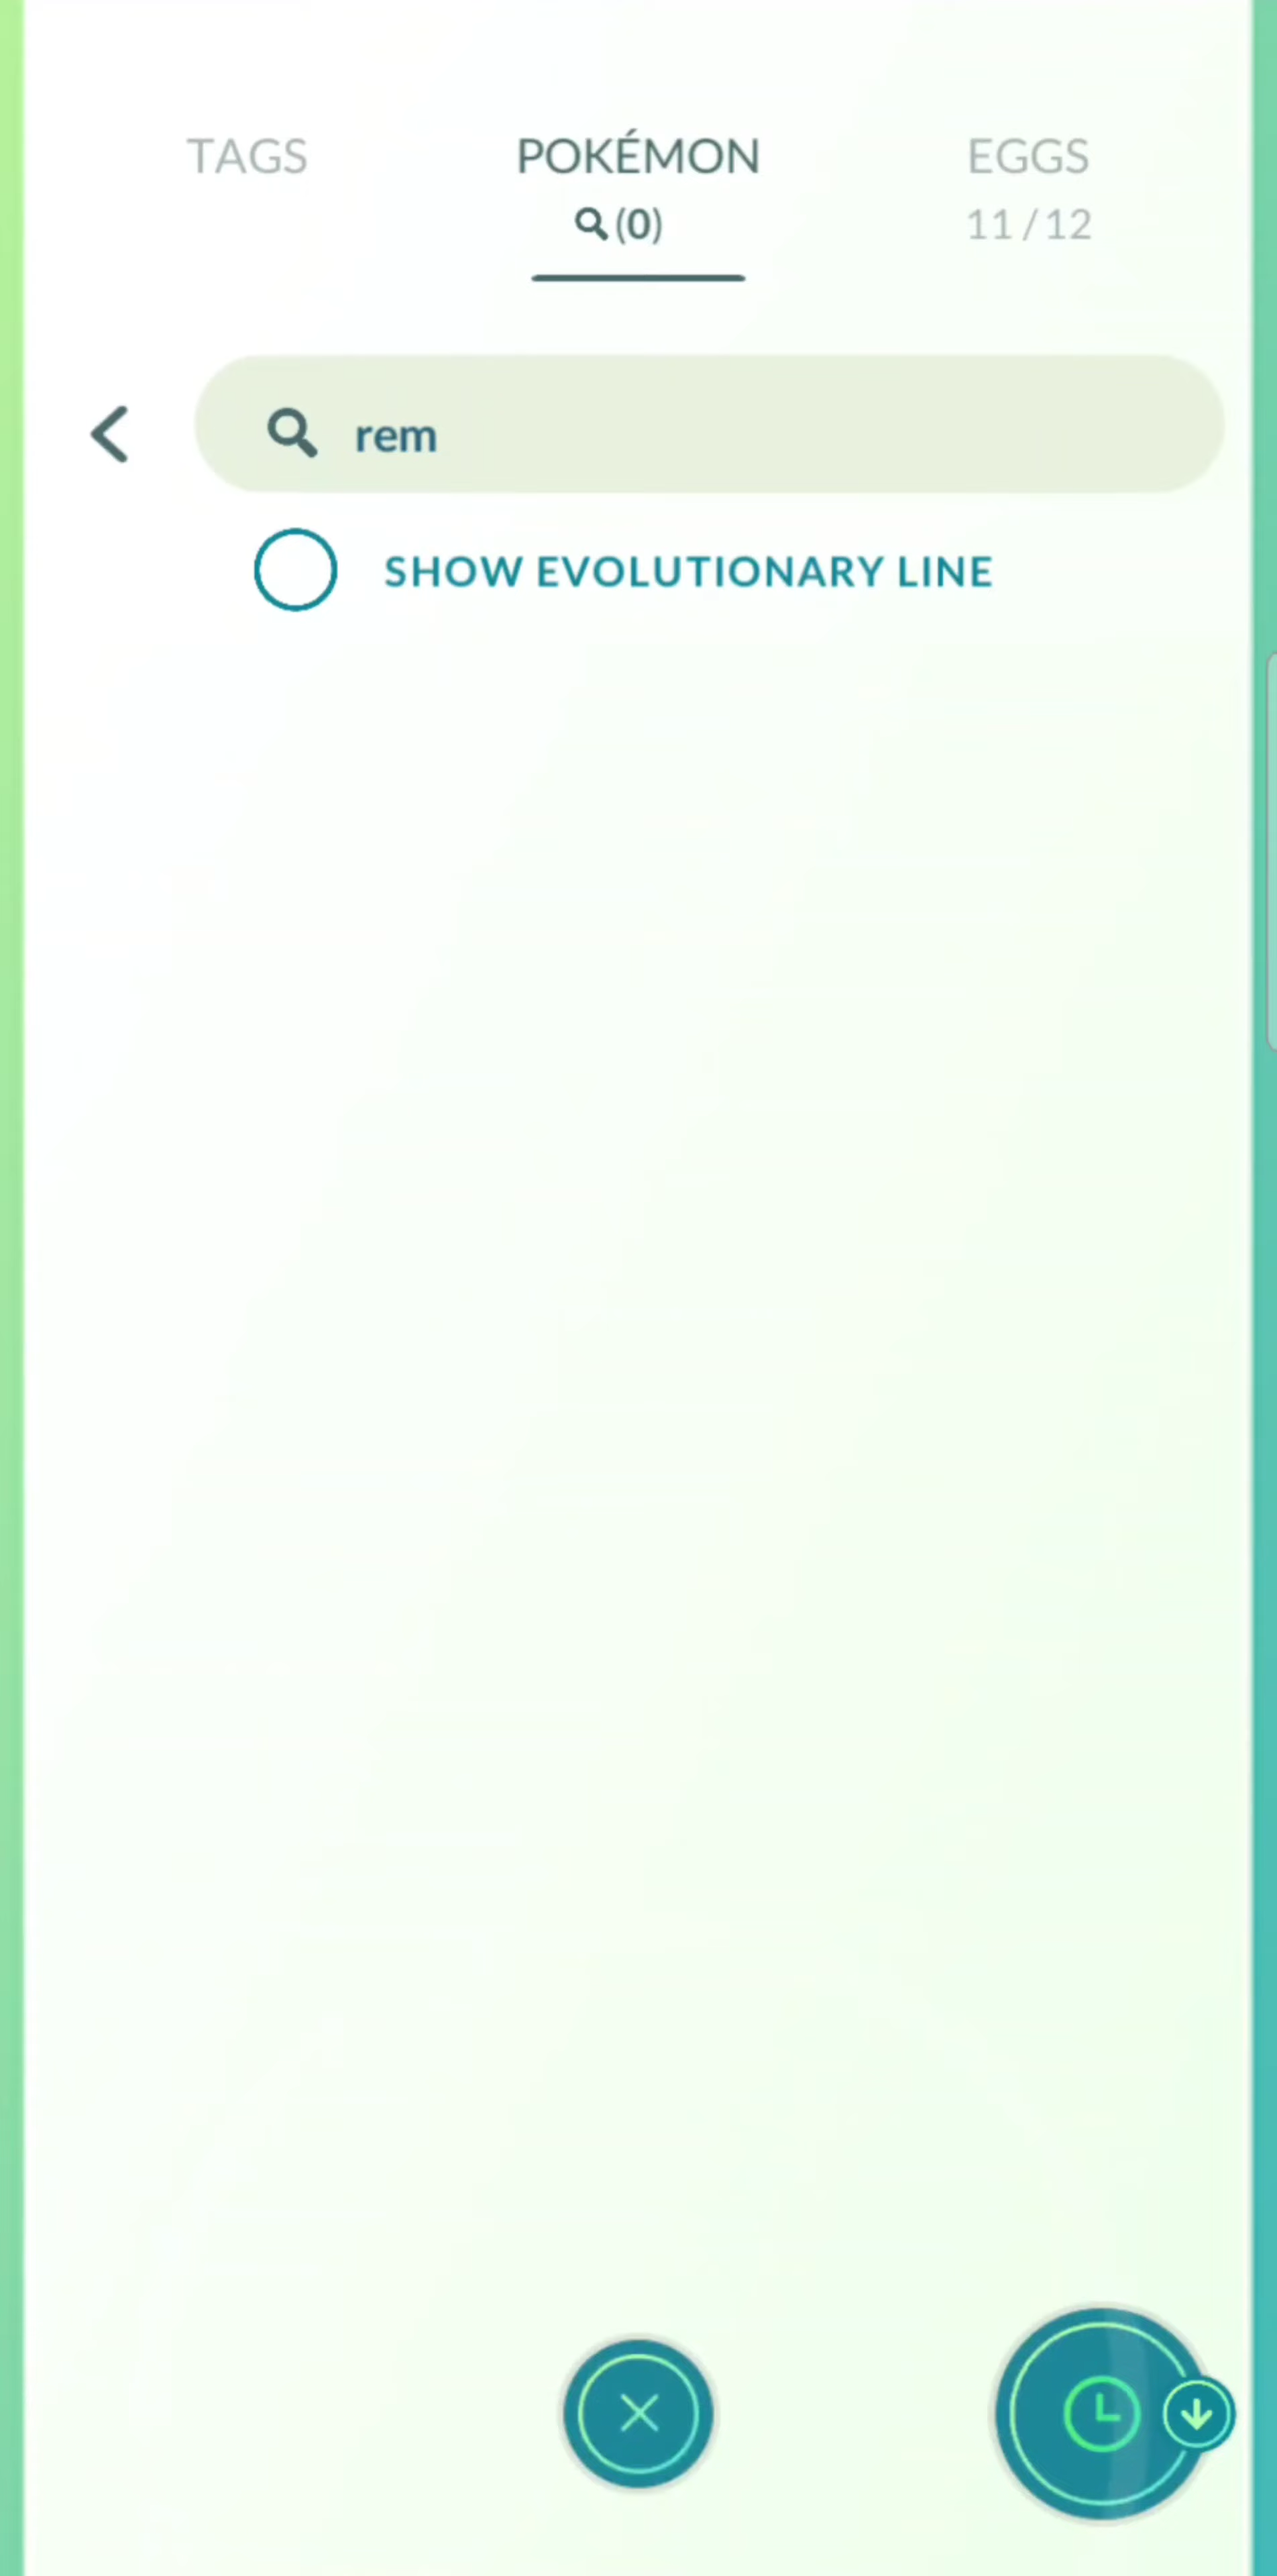 TAGS
POKÉMON
EGGS
(0)
11 / 12
rem
SHOW EVOLUTIONARY LINE